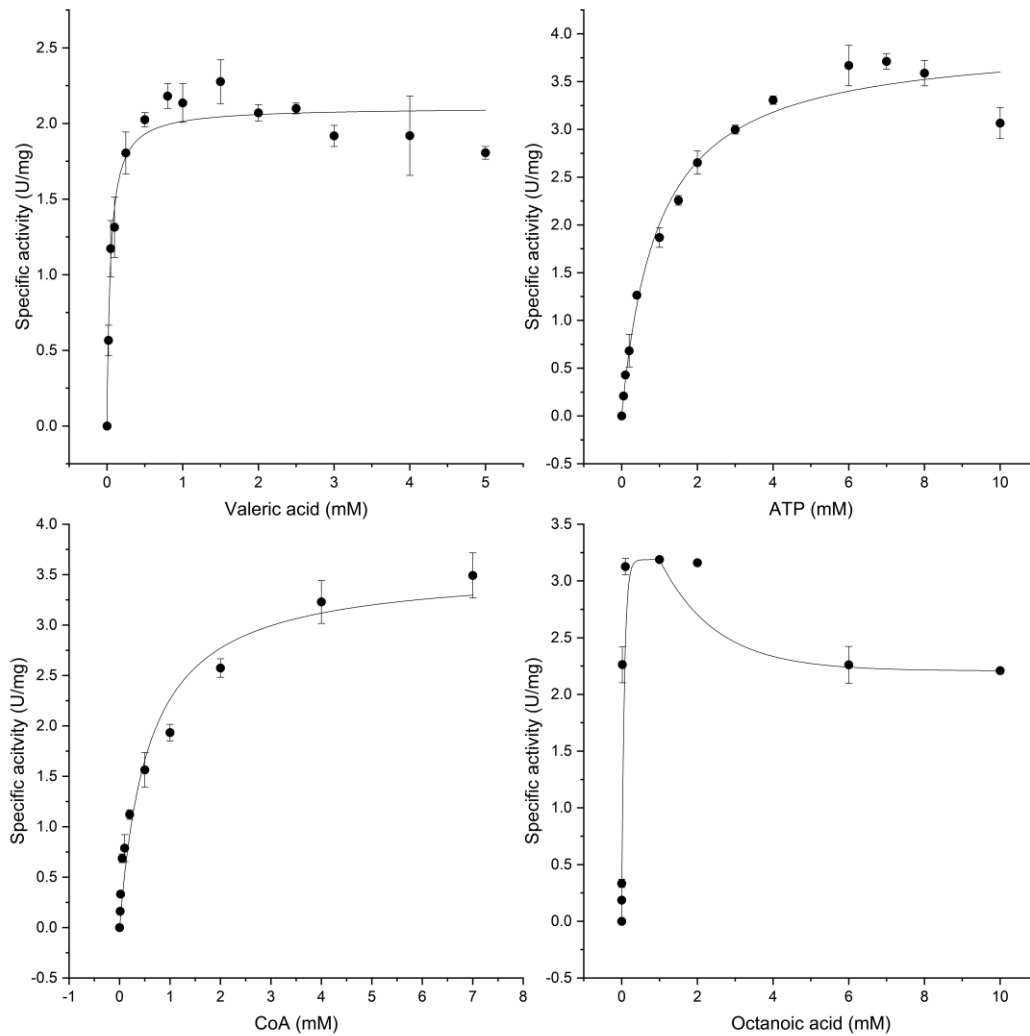 2.5
2.0
1.5
1.0
0.5
0.0
Specific activity (U/mg)
0 1 2 3 4 5
Valeric acid (mM)
4.0
3.5
3.0
2.5
2.0
1.5
1.0
0.5
0.0
-0.5
Specific activity (U/mg)
0 2 4 6 8 10
ATP (mM)
4.0
3.5
3.0
2.5
2.0
1.5
1.0
0.5
0.0
-0.5
Specific acitvity (U/mg)
-1 0 1 2 3 4 5 6 7 8
CoA (mM)
3.5
3.0
2.5
2.0
1.5
1.0
0.5
0.0
-0.5
Specific activity (U/mg)
0 2 4 6 8 10
Octanoic acid (mM)